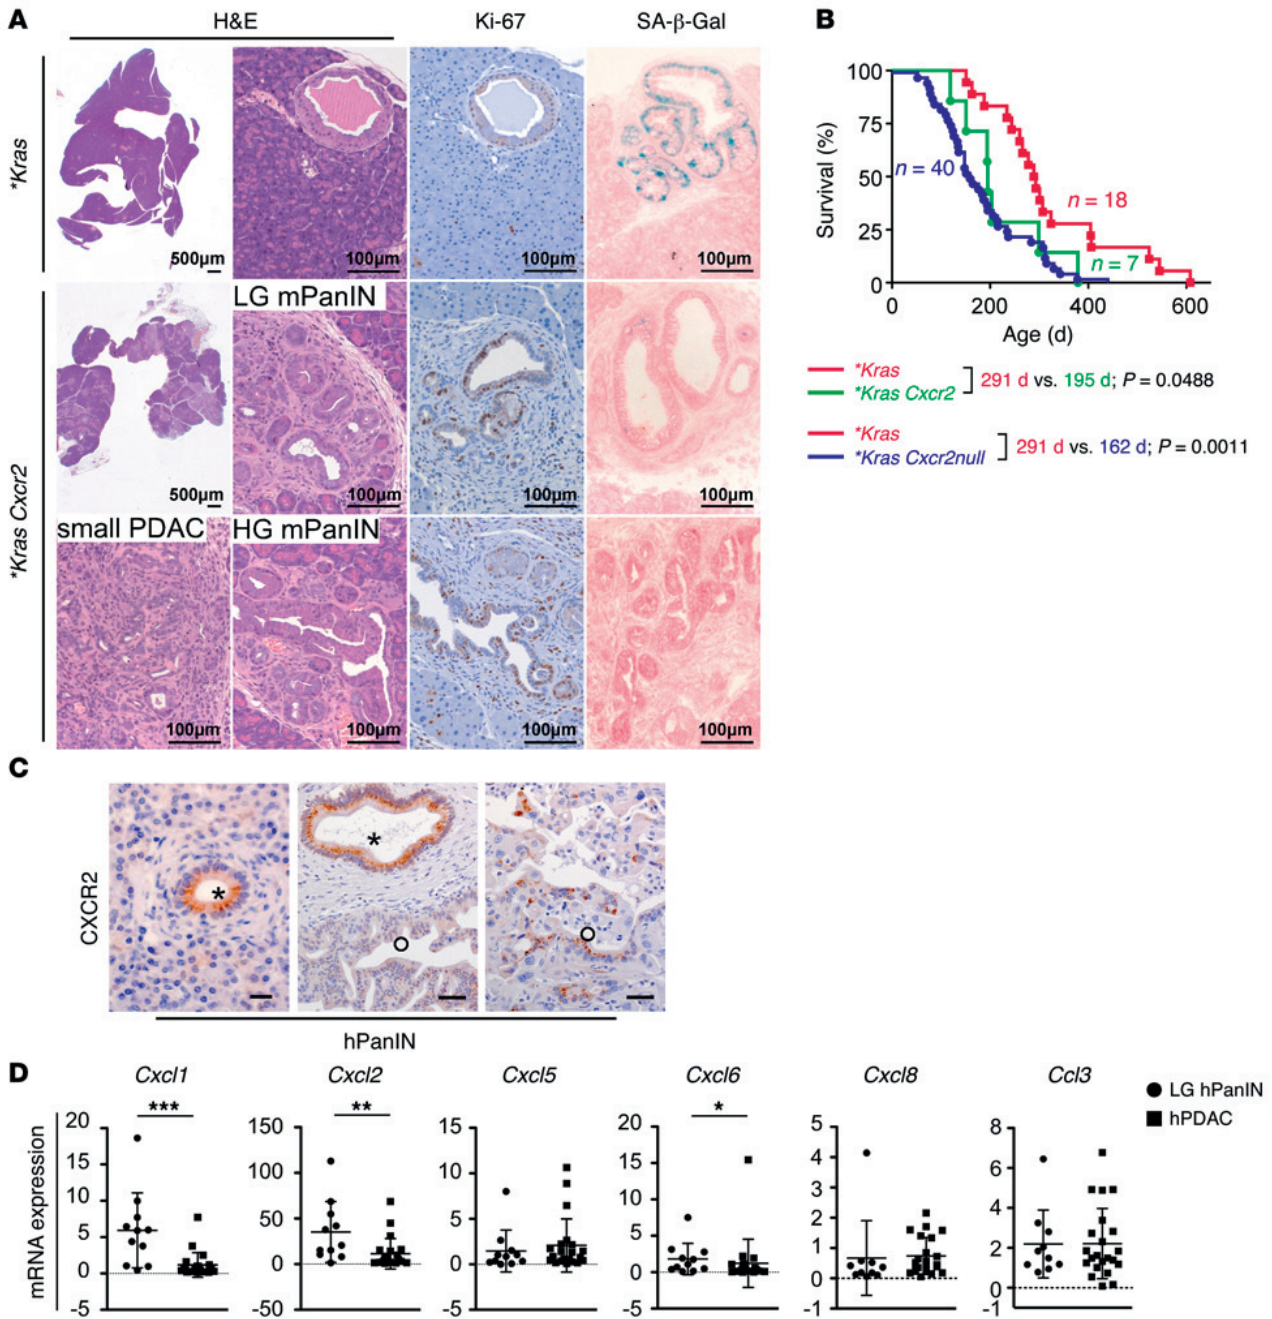 A
H&E
Ki-67
SA-β-Gal
*Kras
500µm
100µm
100µm
100µm
*Kras Cxcr2
LG mPanIN
500µm
100µm
100µm
100µm
small PDAC
HG mPanIN
100µm
100µm
100µm
100µm
B
Survival (%)
100
75
50
25
0
n = 40
n = 18
n = 7
0
200
400
600
Age (d)
*Kras
*Kras Cxcr2
291 d vs. 195 d; P = 0.0488
*Kras
*Kras Cxcr2null
291 d vs. 162 d; P = 0.0011
C
CXCR2
*
*
hPanIN
D
mRNA expression
Cxcl1
***
20
15
10
5
0
-5
Cxcl2
**
150
100
50
0
-50
Cxcl5
15
10
5
0
-5
Cxcl6
*
20
15
10
5
0
-5
Cxcl8
5
4
3
2
1
0
-1
Ccl3
8
6
4
2
0
-1
LG hPanIN
hPDAC